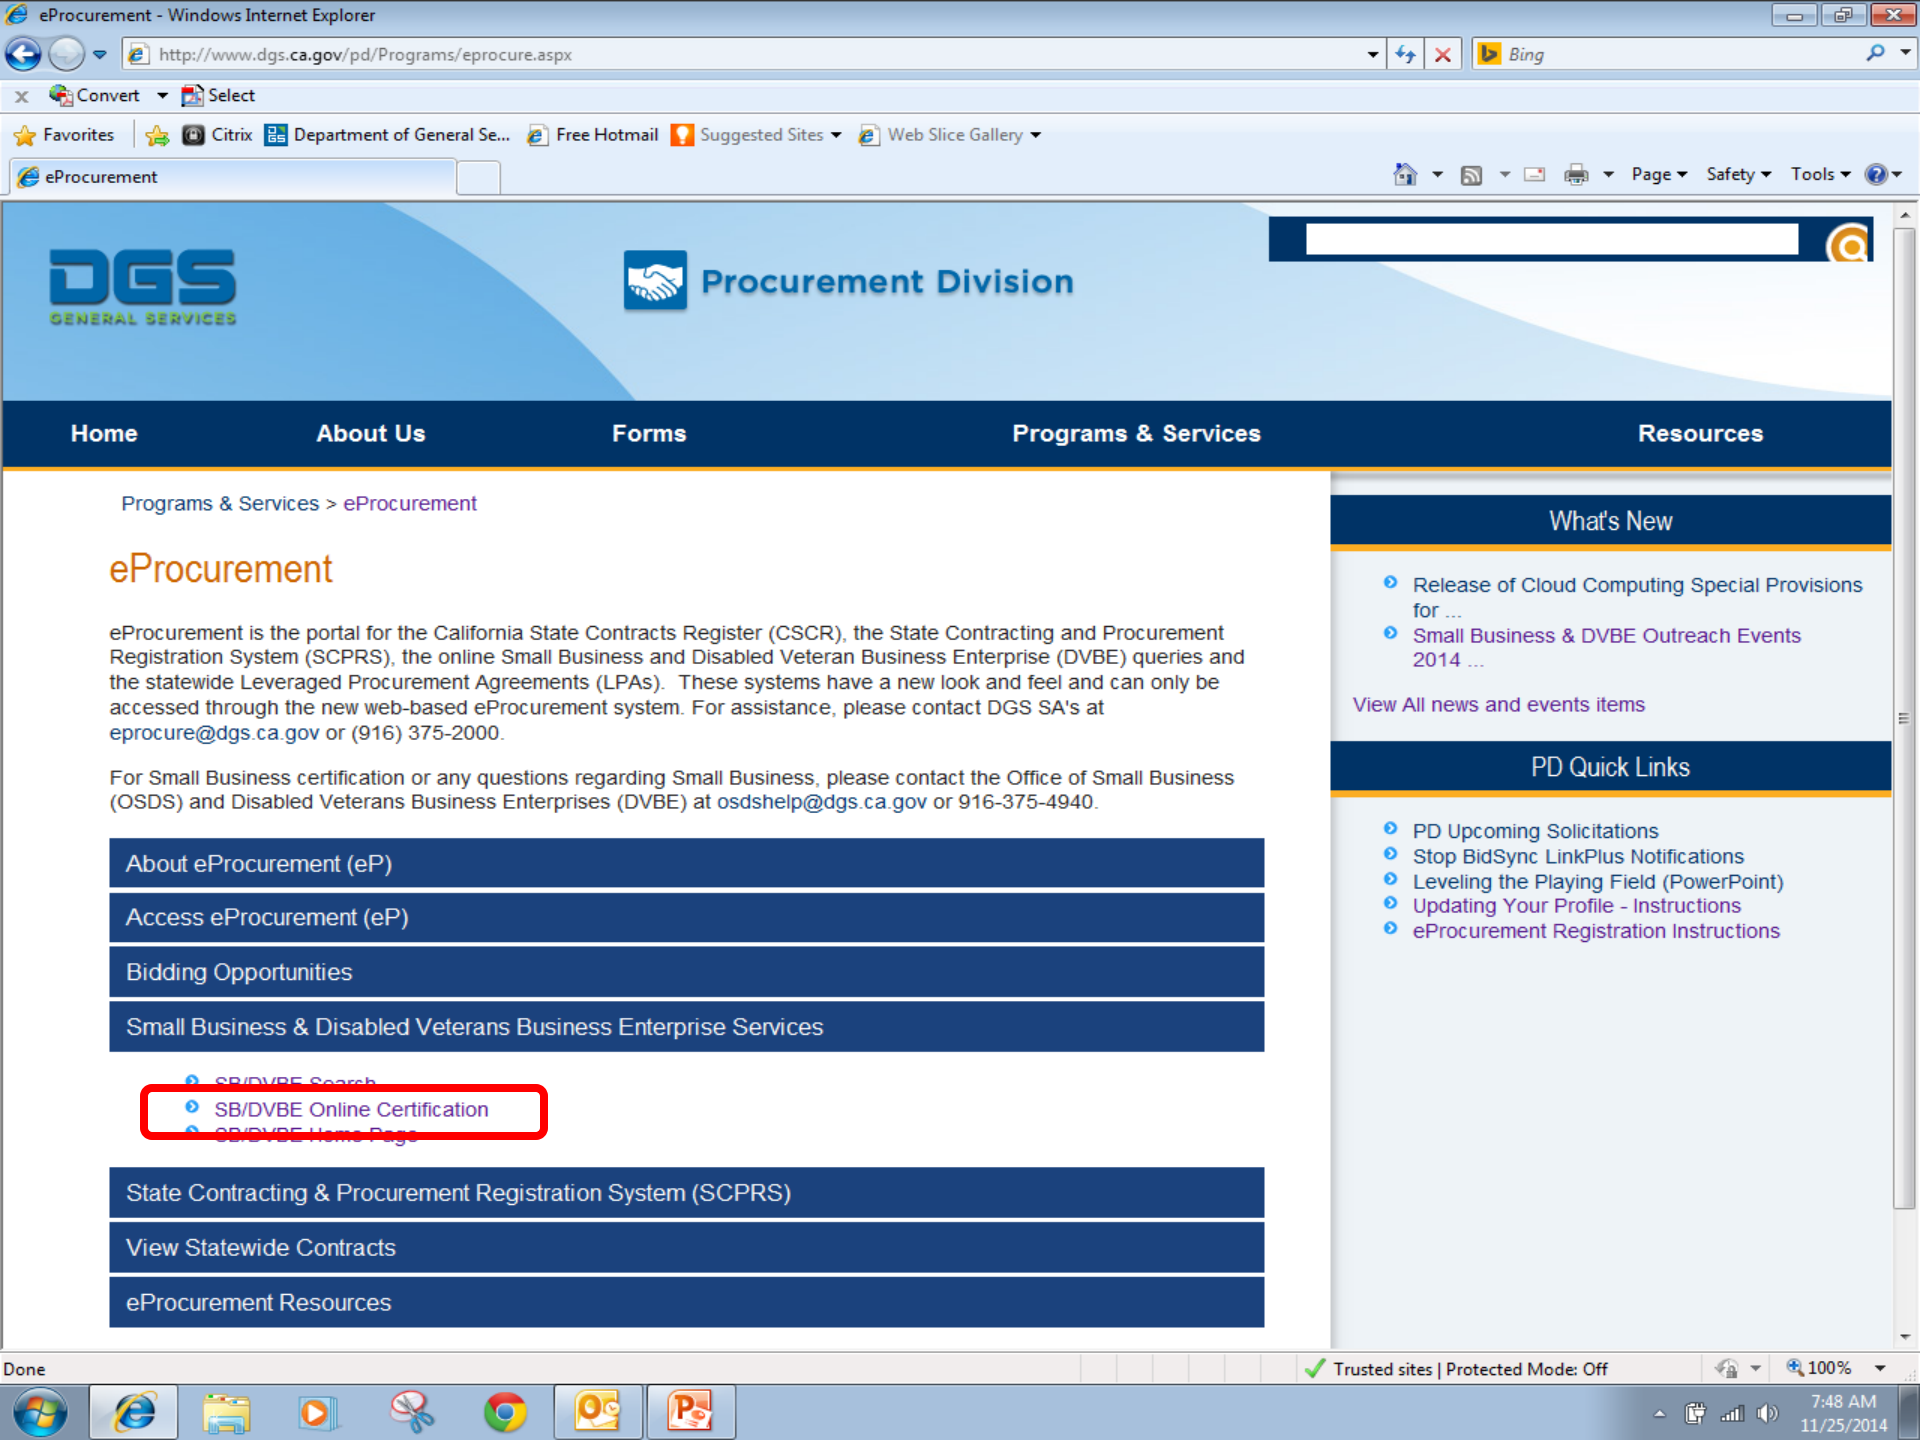 eProcurement - Windows Internet Explorer
http://www.dgs.ca.gov/pd/Programs/eprocure.aspx
Bing
x Convert Select
Favorites Citrix Department of General Se... Free Hotmail Suggested Sites Web Slice Gallery
eProcurement
Page Safety Tools
DGS
GENERAL SERVICES
Procurement Division
Home About Us Forms Programs & Services Resources
Programs & Services > eProcurement
eProcurement
eProcurement is the portal for the California State Contracts Register (CSCR), the State Contracting and Procurement
Registration System (SCPRS), the online Small Business and Disabled Veteran Business Enterprise (DVBE) queries and
the statewide Leveraged Procurement Agreements (LPAs). These systems have a new look and feel and can only be
accessed through the new web-based eProcurement system. For assistance, please contact DGS SA's at
eprocure@dgs.ca.gov or (916) 375-2000.
For Small Business certification or any questions regarding Small Business, please contact the Office of Small Business
(OSDS) and Disabled Veterans Business Enterprises (DVBE) at osdshelp@dgs.ca.gov or 916-375-4940.
About eProcurement (eP)
Access eProcurement (eP)
Bidding Opportunities
Small Business & Disabled Veterans Business Enterprise Services
SB/DVBE Search
SB/DVBE Online Certification
SB/DVBE Home Page
State Contracting & Procurement Registration System (SCPRS)
View Statewide Contracts
eProcurement Resources
What's New
Release of Cloud Computing Special Provisions
for ...
Small Business & DVBE Outreach Events
2014 ...
View All news and events items
PD Quick Links
PD Upcoming Solicitations
Stop BidSync LinkPlus Notifications
Leveling the Playing Field (PowerPoint)
Updating Your Profile - Instructions
eProcurement Registration Instructions
Done
Trusted sites | Protected Mode: Off
100%
7:48 AM
11/25/2014